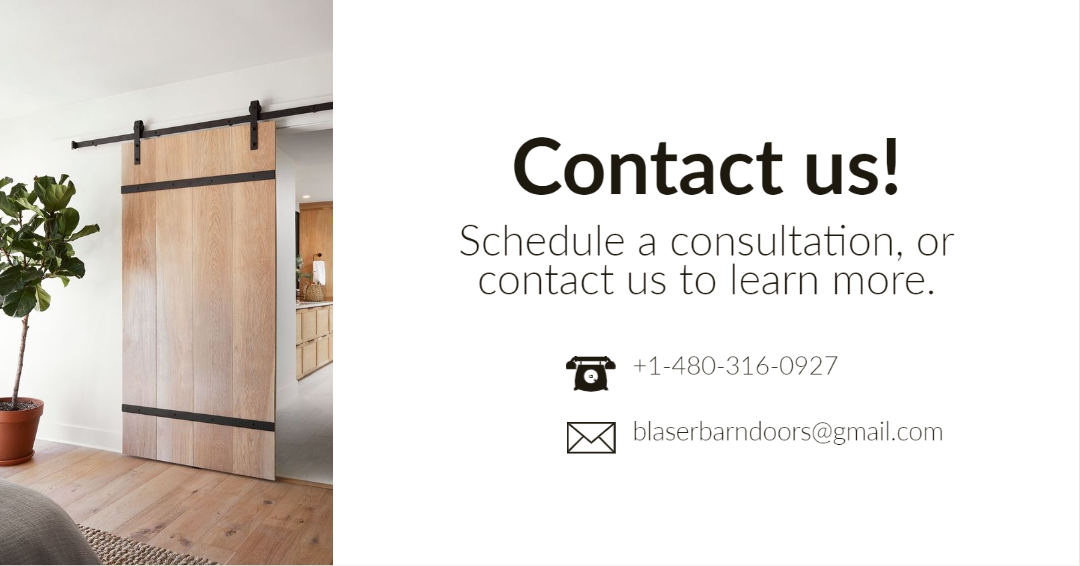 Contact us!
Schedule a consultation, or
contact us to learn more.
+1-480-316-0927
blaserbarndoors@gmail.com